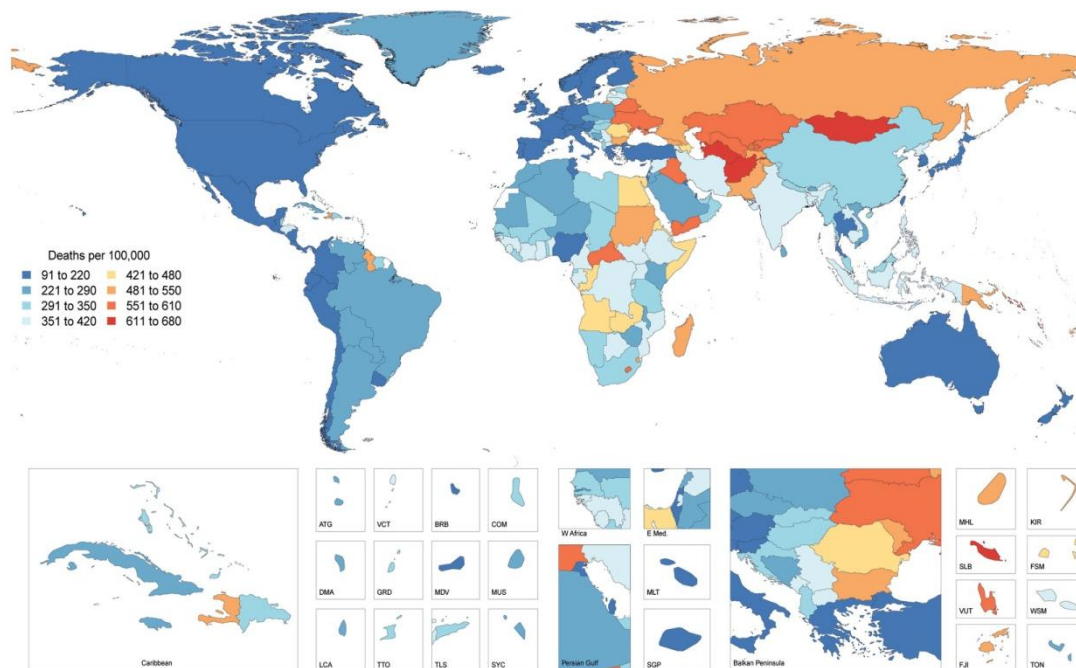 Deaths per 100,000
91 to 220
421 to 480
221 to 290
481 to 550
291 to 350
551 to 610
351 to 420
611 to 680
ATG
VCT
BRB
COM
W Africa
E Med.
MHL
KIR
DMA
GRD
MDV
MUS
MLT
SLB
FSM
VUT
WSM
Caribbean
LCA
TTO
TLS
SYC
Persian Gulf
SGP
Balkan Peninsula
FJI
TON